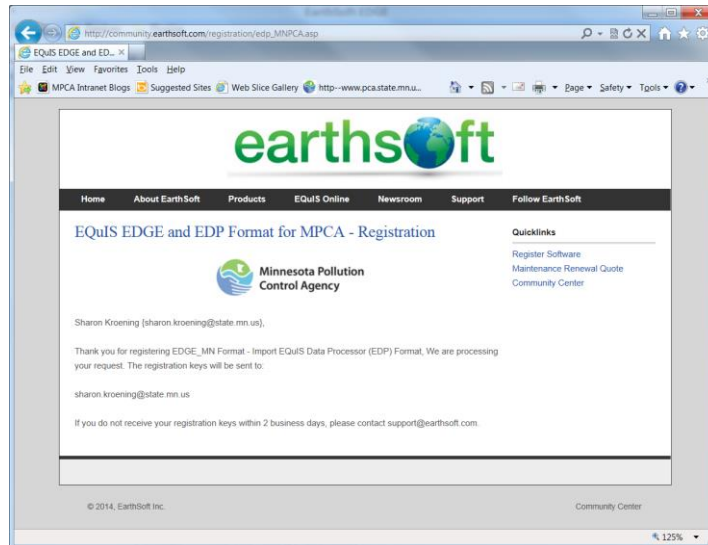 EarthSoft EDGE
http://community.earthsoft.com/registration/edp_MNPCA.asp
EQuIS EDGE and ED...
File Edit View Favorites Tools Help
MPCA Intranet Blogs Suggested Sites Web Slice Gallery http--www.pca.state.mn.u... Page Safety Tools
earthsoft
Home About EarthSoft Products EQuIS Online Newsroom Support Follow EarthSoft
EQuIS EDGE and EDP Format for MPCA - Registration
Quicklinks
Register Software
Maintenance Renewal Quote
Community Center
Minnesota Pollution
Control Agency
Sharon Kroening {sharon.kroening@state.mn.us},
Thank you for registering EDGE_MN Format - Import EQuIS Data Processor (EDP) Format, We are processing
your request. The registration keys will be sent to:
sharon.kroening@state.mn.us
If you do not receive your registration keys within 2 business days, please contact support@earthsoft.com.
© 2014, EarthSoft Inc. Community Center
125%